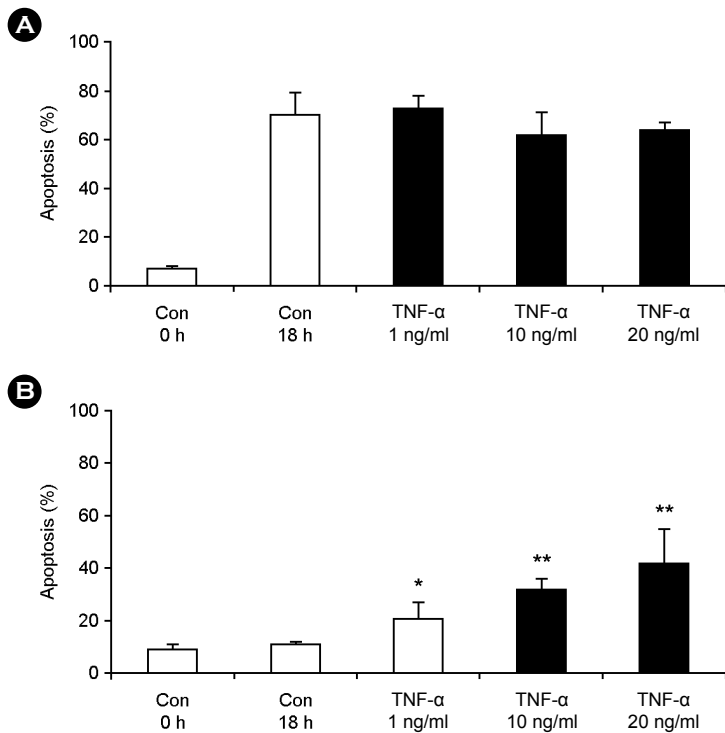 A
100
80
60
40
20
0
Apoptosis (%)
Con Con TNF-α TNF-α TNF-α
0 h 18 h 1 ng/ml 10 ng/ml 20 ng/ml
B
100
80
60
40
20
0
Apoptosis (%)
* ** **
Con Con TNF-α TNF-α TNF-α
0 h 18 h 1 ng/ml 10 ng/ml 20 ng/ml